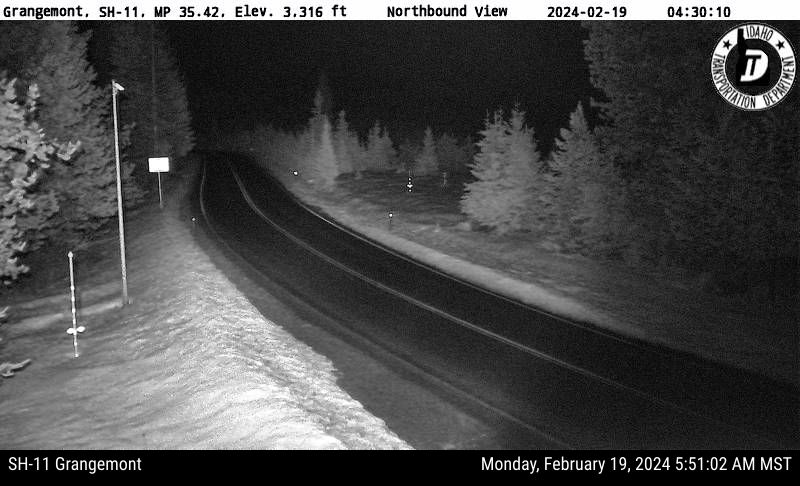 Grangemont, SH-11, MP 35.42, Elev. 3,316 ft Northbound View 2024-02-19 04:30:10
IDAHO
TRANSPORTATION DEPARTMENT
SH-11 Grangemont Monday, February 19, 2024 5:51:02 AM MST